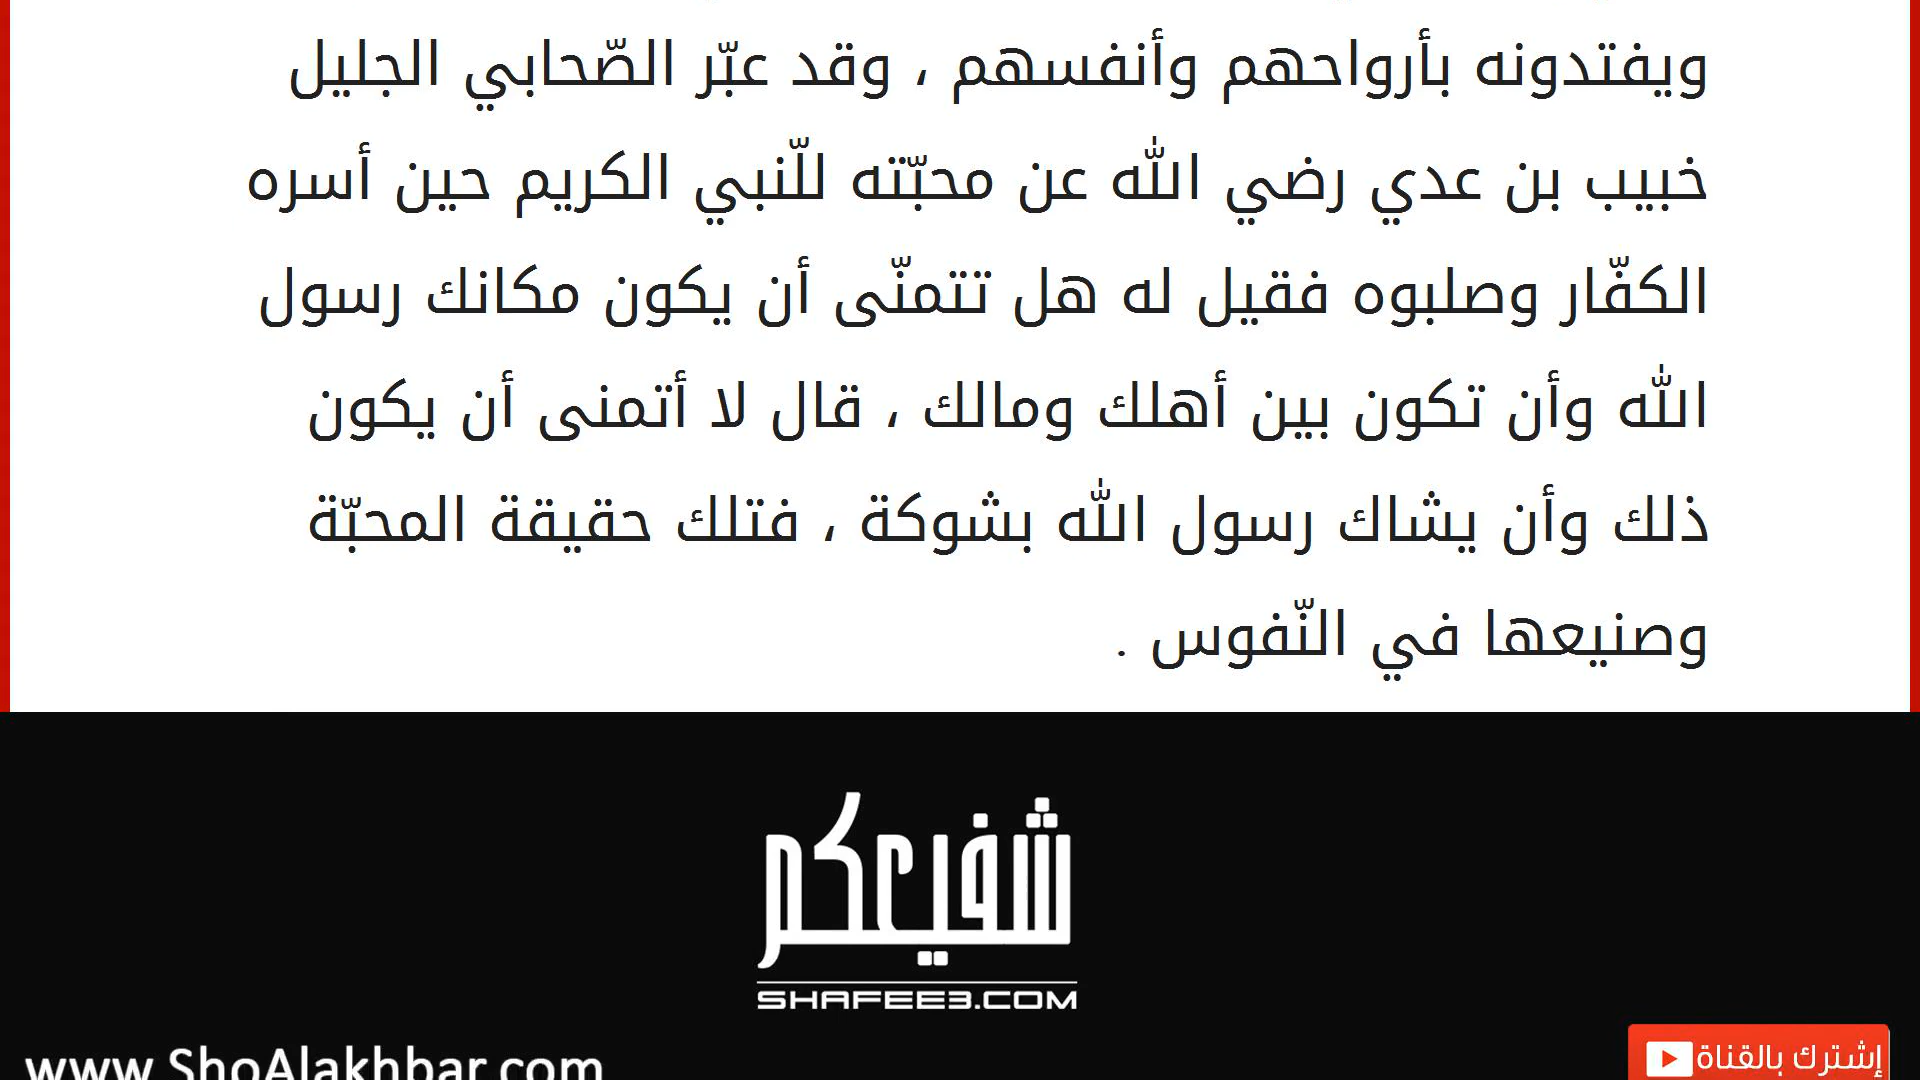 ويفتدونه بأرواحهم وأنفسهم ، وقد عبّر الصّحابي الجليل
خبيب بن عدي رضي الله عن محبّته للّنبي الكريم حين أسره
الكفّار وصلبوه فقيل له هل تتمنّى أن يكون مكانك رسول
الله وأن تكون بين أهلك ومالك ، قال لا أتمنى أن يكون
ذلك وأن يشاك رسول الله بشوكة ، فتلك حقيقة المحبّة
وصنيعها في النّفوس .
شفيعكم
SHAFEE3.COM
www.ShoAlakhbar.com
إشترك بالقناة